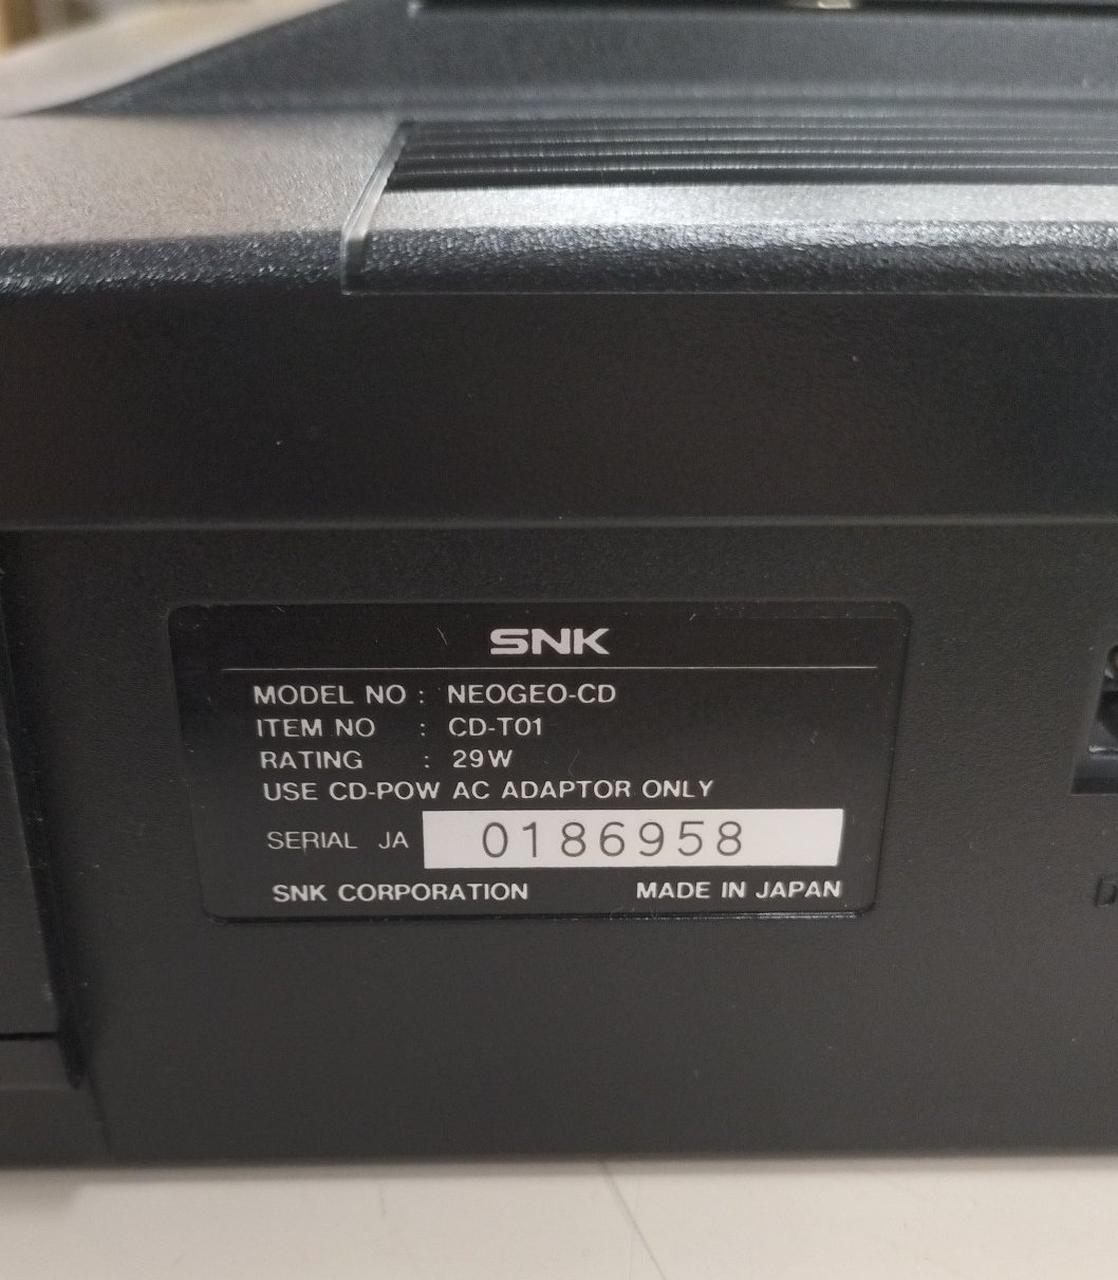 SNK
MODEL NO : NEOGEO-CD
ITEM NO : CD-T01
RATING : 29W
USE CD-POW AC ADAPTOR ONLY
SERIAL JA 0186958
SNK CORPORATION MADE IN JAPAN